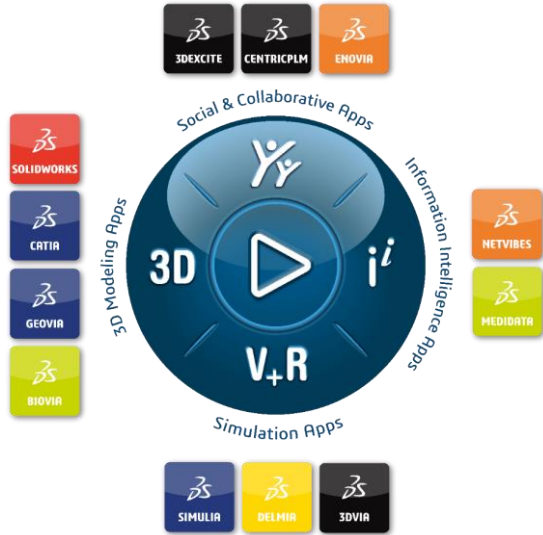 3DEXCITE
CENTRICPLM
ENOVIA
Social & Collaborative Apps
SOLIDWORKS
CATIA
GEOVIA
BIOVIA
3D Modeling Apps
3D
i i
V+R
Information Intelligence Apps
NETVIBES
MEDIDATA
Simulation Apps
SIMULIA
DELMIA
3DVIA